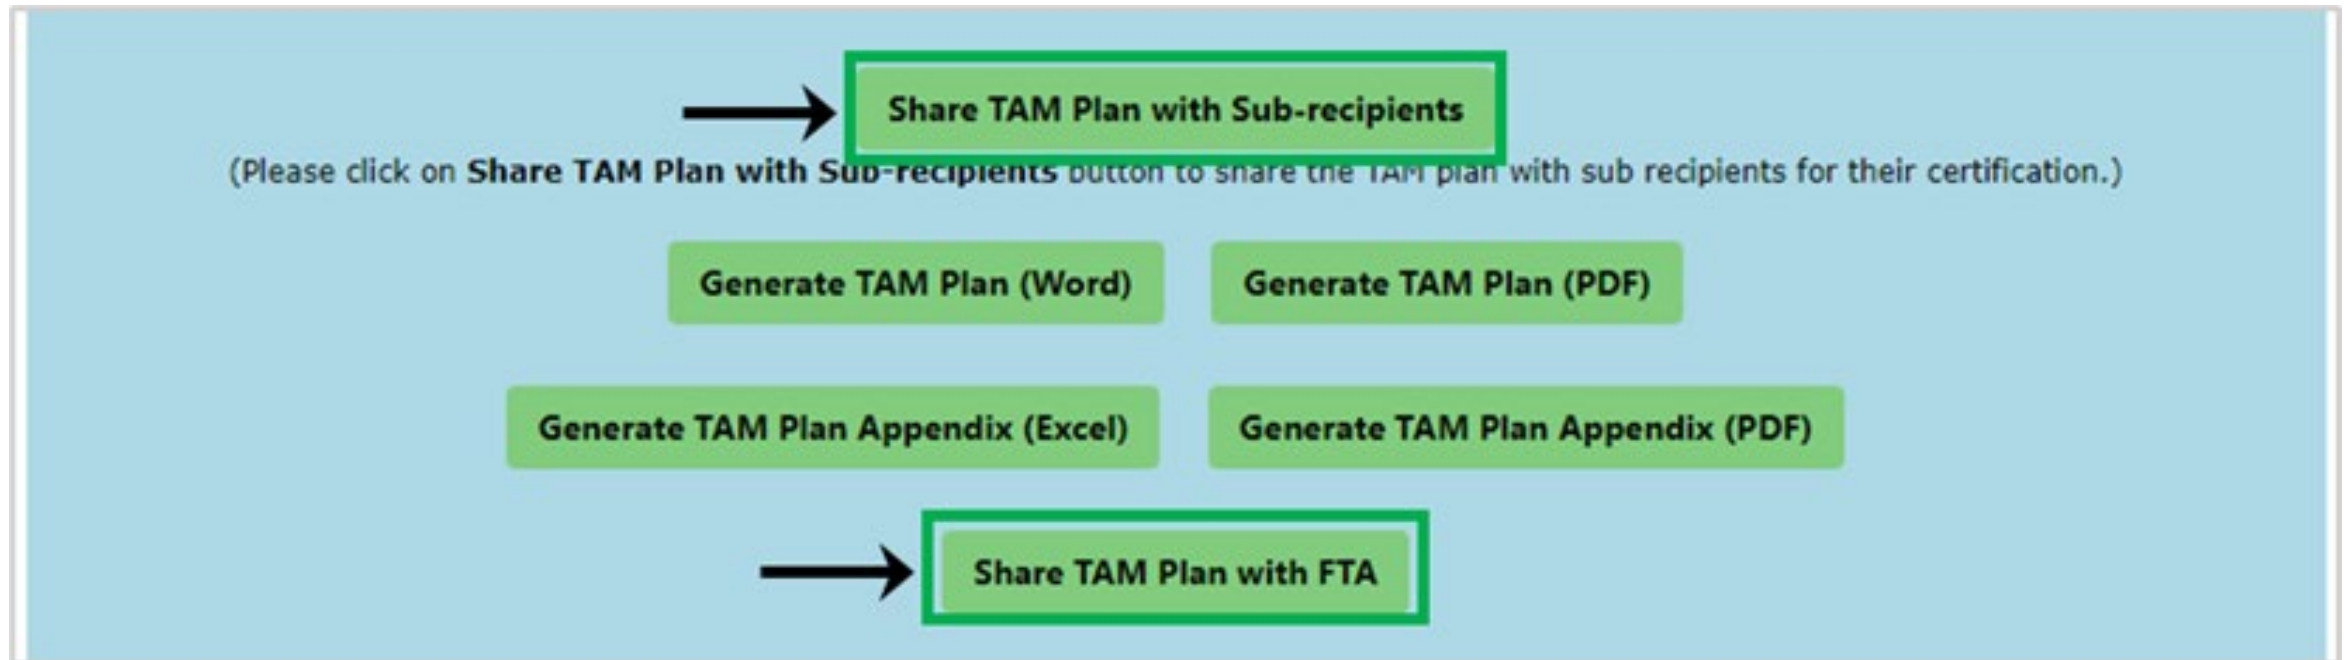 Share TAM Plan with Sub-recipients
(Please click on Share TAM Plan with Sub-recipients button to share the TAM plan with sub recipients for their certification.)
Generate TAM Plan (Word) Generate TAM Plan (PDF)
Generate TAM Plan Appendix (Excel) Generate TAM Plan Appendix (PDF)
Share TAM Plan with FTA